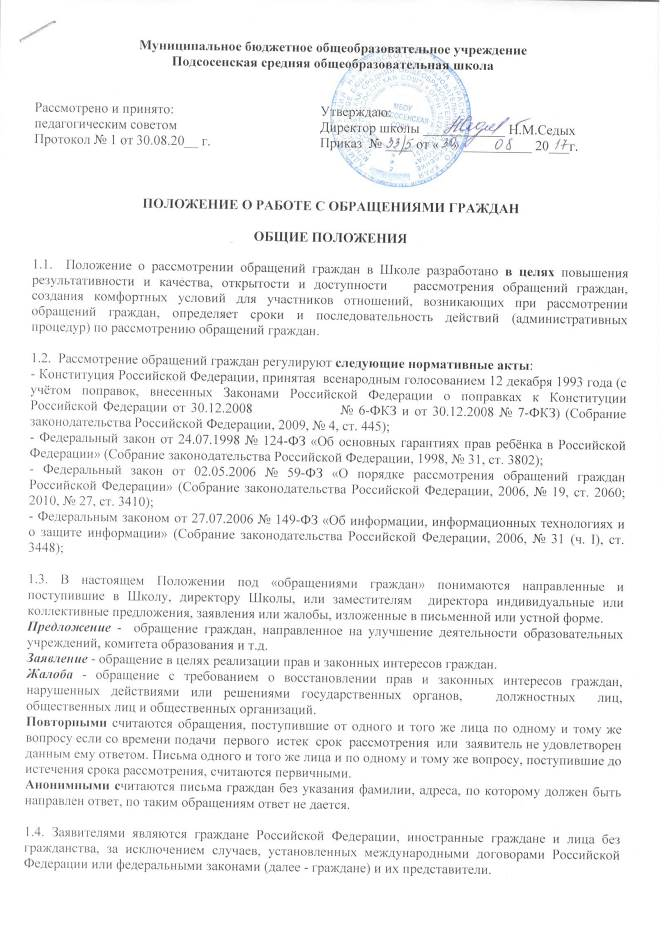 Муниципальное бюджетное общеобразовательное учреждение
Подсосенская средняя общеобразовательная школа
Рассмотрено и принято:
педагогическим советом
Протокол № 1 от 30.08.20__ г.
Утверждаю:
Директор школы ____________ Н.М.Седых
Приказ № 33/5 от « 30 » 08 20 17 г.
ПОЛОЖЕНИЕ О РАБОТЕ С ОБРАЩЕНИЯМИ ГРАЖДАН
ОБЩИЕ ПОЛОЖЕНИЯ
1.1. Положение о рассмотрении обращений граждан в Школе разработано в целях повышения
результативности и качества, открытости и доступности рассмотрения обращений граждан,
создания комфортных условий для участников отношений, возникающих при рассмотрении
обращений граждан, определяет сроки и последовательность действий (административных
процедур) по рассмотрению обращений граждан.
1.2. Рассмотрение обращений граждан регулируют следующие нормативные акты:
- Конституция Российской Федерации, принятая всенародным голосованием 12 декабря 1993 года (с
учётом поправок, внесенных Законами Российской Федерации о поправках к Конституции
Российской Федерации от 30.12.2008 № 6-ФКЗ и от 30.12.2008 № 7-ФКЗ) (Собрание
законодательства Российской Федерации, 2009, № 4, ст. 445);
- Федеральный закон от 24.07.1998 № 124-ФЗ «Об основных гарантиях прав ребёнка в Российской
Федерации» (Собрание законодательства Российской Федерации, 1998, № 31, ст. 3802);
- Федеральный закон от 02.05.2006 № 59-ФЗ «О порядке рассмотрения обращений граждан
Российской Федерации» (Собрание законодательства Российской Федерации, 2006, № 19, ст. 2060;
2010, № 27, ст. 3410);
- Федеральным законом от 27.07.2006 № 149-ФЗ «Об информации, информационных технологиях и
о защите информации» (Собрание законодательства Российской Федерации, 2006, № 31 (ч. I), ст.
3448);
1.3. В настоящем Положении под «обращениями граждан» понимаются направленные и
поступившие в Школу, директору Школы, или заместителям директора индивидуальные или
коллективные предложения, заявления или жалобы, изложенные в письменной или устной форме.
Предложение - обращение граждан, направленное на улучшение деятельности образовательных
учреждений, комитета образования и т.д.
Заявление - обращение в целях реализации прав и законных интересов граждан.
Жалоба - обращение с требованием о восстановлении прав и законных интересов граждан,
нарушенных действиями или решениями государственных органов, должностных лиц,
общественных лиц и общественных организаций.
Повторными считаются обращения, поступившие от одного и того же лица по одному и тому же
вопросу если со времени подачи первого истек срок рассмотрения или заявитель не удовлетворен
данным ему ответом. Письма одного и того же лица и по одному и тому же вопросу, поступившие до
истечения срока рассмотрения, считаются первичными.
Анонимными считаются письма граждан без указания фамилии, адреса, по которому должен быть
направлен ответ, по таким обращениям ответ не дается.
1.4. Заявителями являются граждане Российской Федерации, иностранные граждане и лица без
гражданства, за исключением случаев, установленных международными договорами Российской
Федерации или федеральными законами (далее - граждане) и их представители.